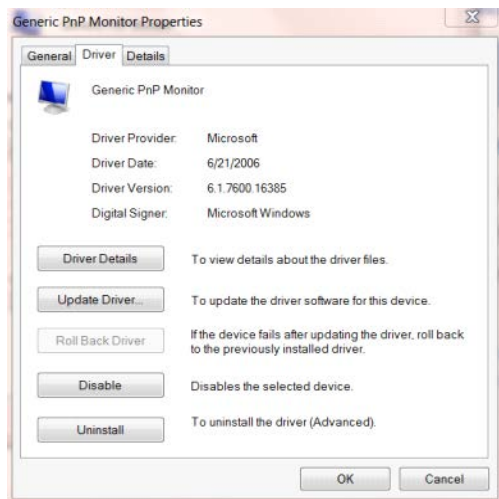 Generic PnP Monitor Properties
General Driver Details
Generic PnP Monitor
Driver Provider: Microsoft
Driver Date: 6/21/2006
Driver Version: 6.1.7600.16385
Digital Signer: Microsoft Windows
Driver Details To view details about the driver files.
Update Driver... To update the driver software for this device.
Roll Back Driver If the device fails after updating the driver, roll back
to the previously installed driver.
Disable Disables the selected device.
Uninstall To uninstall the driver (Advanced).
OK Cancel